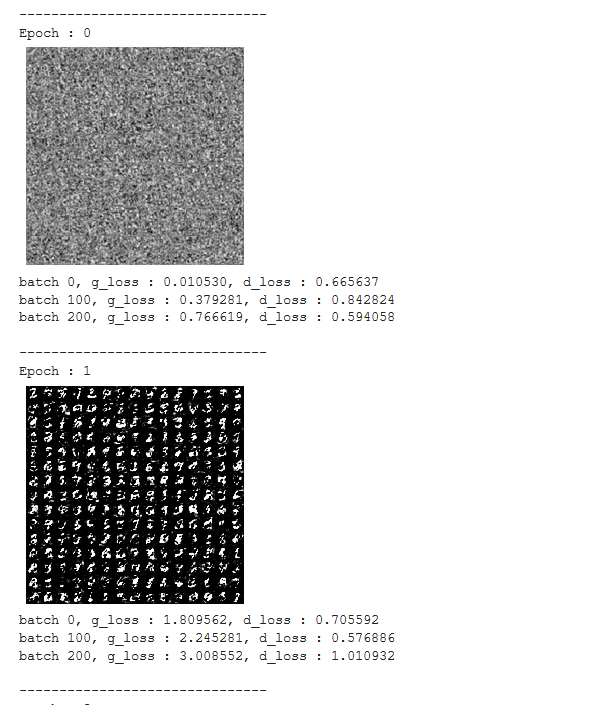 -------------------------------
Epoch : 0
batch 0, g_loss : 0.010530, d_loss : 0.665637
batch 100, g_loss : 0.379281, d_loss : 0.842824
batch 200, g_loss : 0.766619, d_loss : 0.594058
-------------------------------
Epoch : 1
batch 0, g_loss : 1.809562, d_loss : 0.705592
batch 100, g_loss : 2.245281, d_loss : 0.576886
batch 200, g_loss : 3.008552, d_loss : 1.010932
-------------------------------